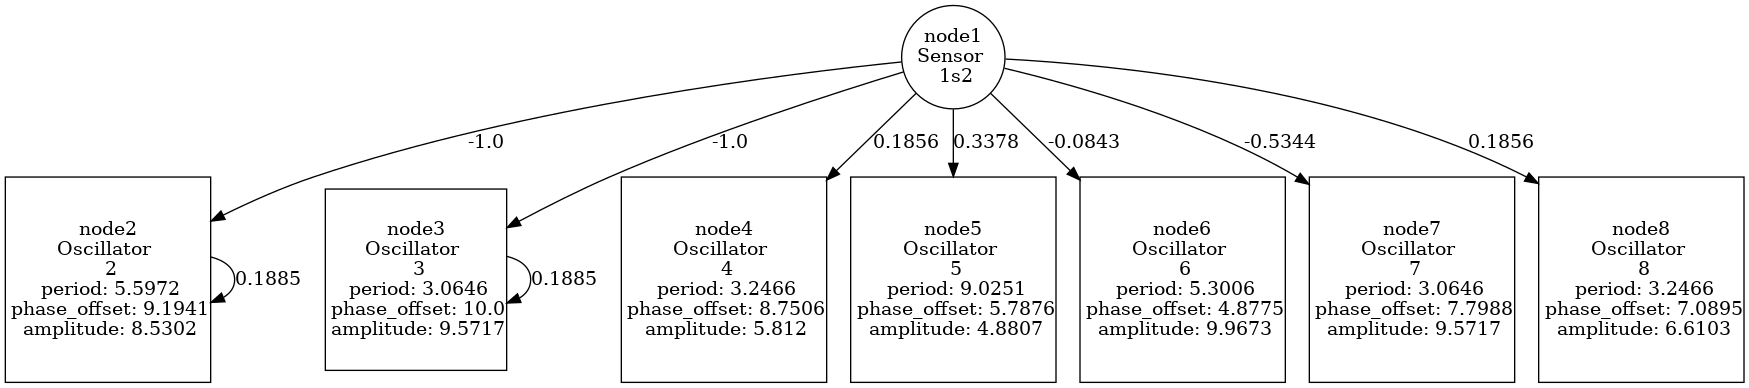 node1
Sensor
1s2
-1.0
-1.0
0.1856
0.3378
-0.0843
-0.5344
0.1856
node2
Oscillator
2
period: 5.5972
phase_offset: 9.1941
amplitude: 8.5302
0.1885
node3
Oscillator
3
period: 3.0646
phase_offset: 10.0
amplitude: 9.5717
0.1885
node4
Oscillator
4
period: 3.2466
phase_offset: 8.7506
amplitude: 5.812
node5
Oscillator
5
period: 9.0251
phase_offset: 5.7876
amplitude: 4.8807
node6
Oscillator
6
period: 5.3006
phase_offset: 4.8775
amplitude: 9.9673
node7
Oscillator
7
period: 3.0646
phase_offset: 7.7988
amplitude: 9.5717
node8
Oscillator
8
period: 3.2466
phase_offset: 7.0895
amplitude: 6.6103